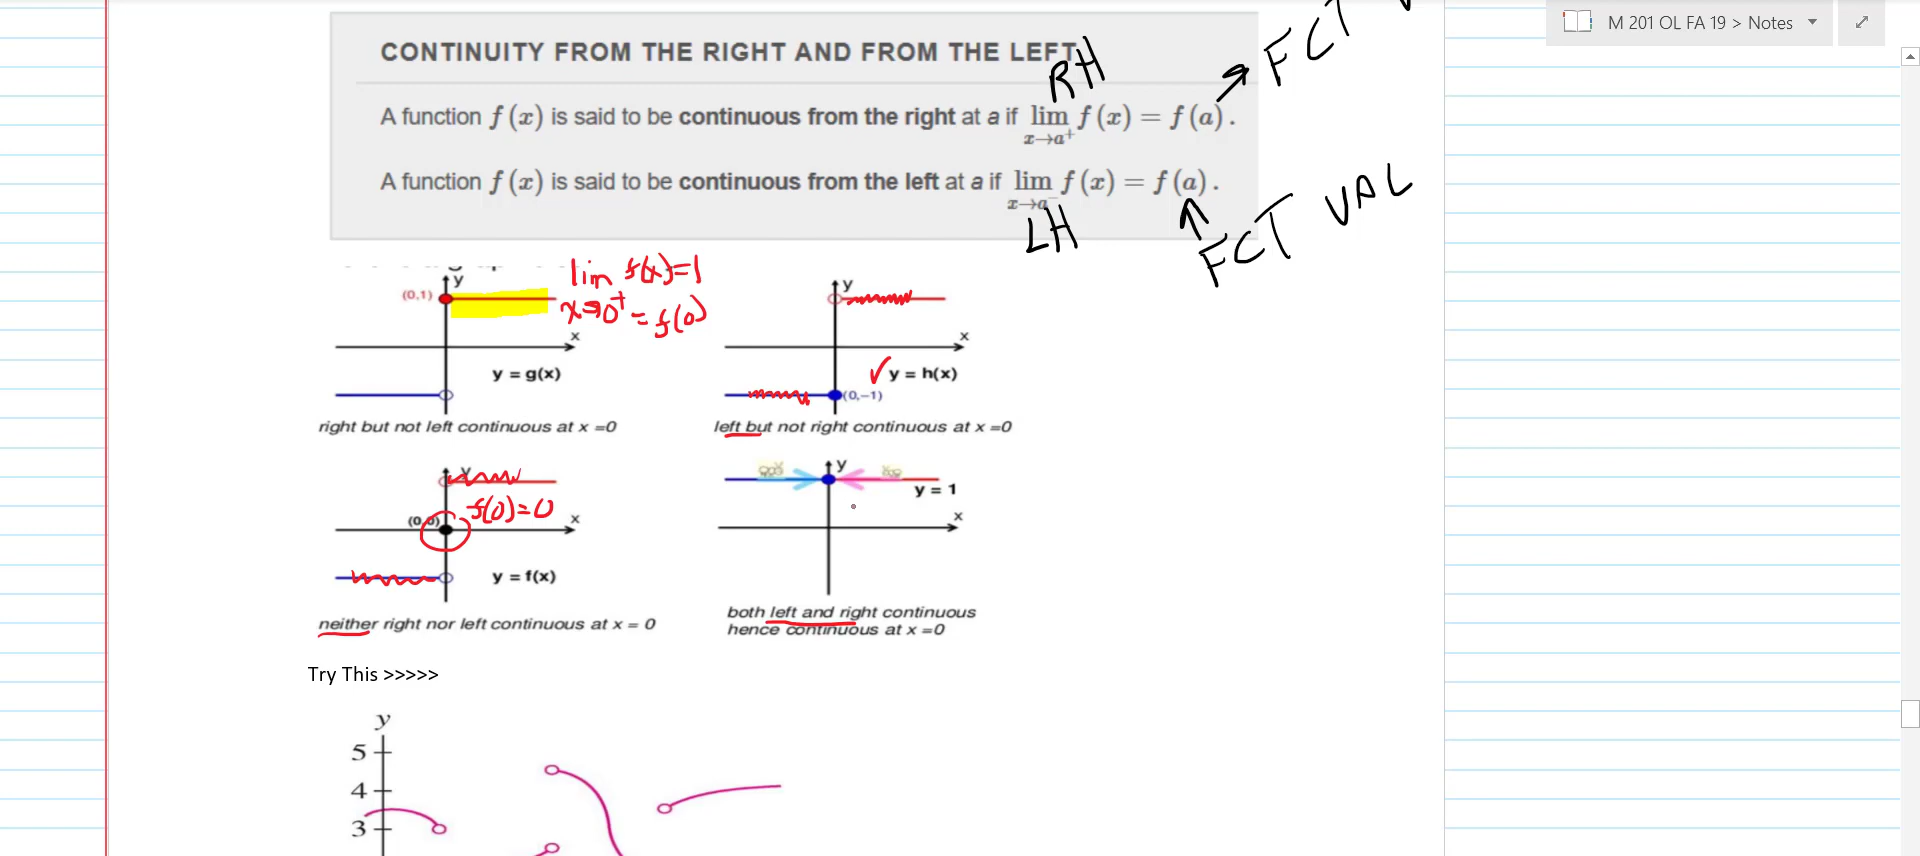 M 201 OL FA 19 > Notes
CONTINUITY FROM THE RIGHT AND FROM THE LEFT
RH
FCT
A function f (x) is said to be continuous from the right at a if lim x→a⁺ f (x) = f (a).
A function f (x) is said to be continuous from the left at a if lim x→a⁻ f (x) = f (a).
LH
FCT VAL
lim f(x)=1
x→0⁺ = f(0)
y
(0,1)
x
y = g(x)
right but not left continuous at x =0
y
x
✓ y = h(x)
(0,−1)
left but not right continuous at x =0
y
f(0)=0
(0,0)
x
y = f(x)
neither right nor left continuous at x = 0
y
y = 1
x
both left and right continuous
hence continuous at x =0
Try This >>>>>
y
5
4
3